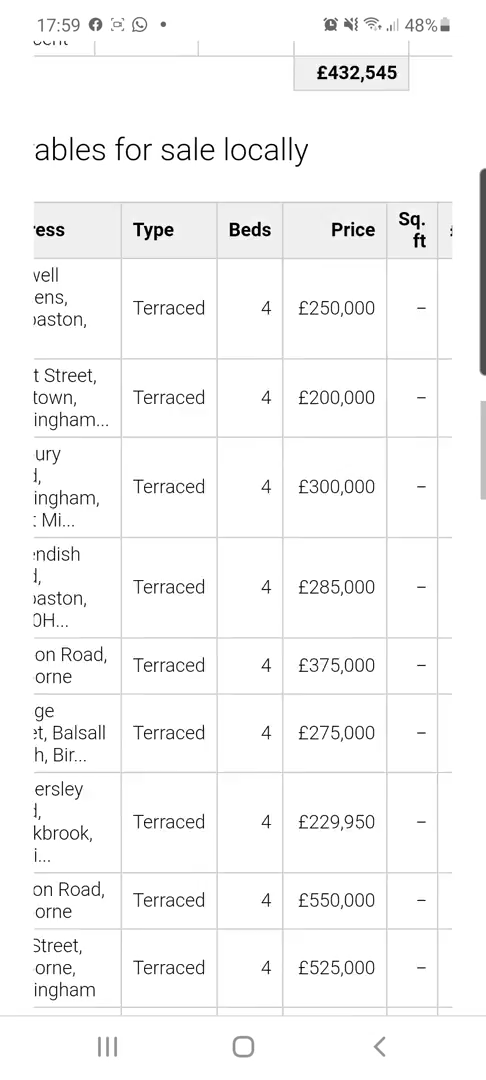 17:59 48%
£432,545
ables for sale locally
ress Type Beds Price Sq. ft
well
ens, Terraced 4 £250,000 –
baston,
t Street,
town, Terraced 4 £200,000 –
ingham...
ury
d, Terraced 4 £300,000 –
ingham,
t Mi...
endish
d, Terraced 4 £285,000 –
baston,
0H...
on Road, Terraced 4 £375,000 –
orne
ge
et, Balsall Terraced 4 £275,000 –
h, Bir...
ersley
d, Terraced 4 £229,950 –
kbrook,
i...
on Road, Terraced 4 £550,000 –
orne
Street,
orne, Terraced 4 £525,000 –
ingham